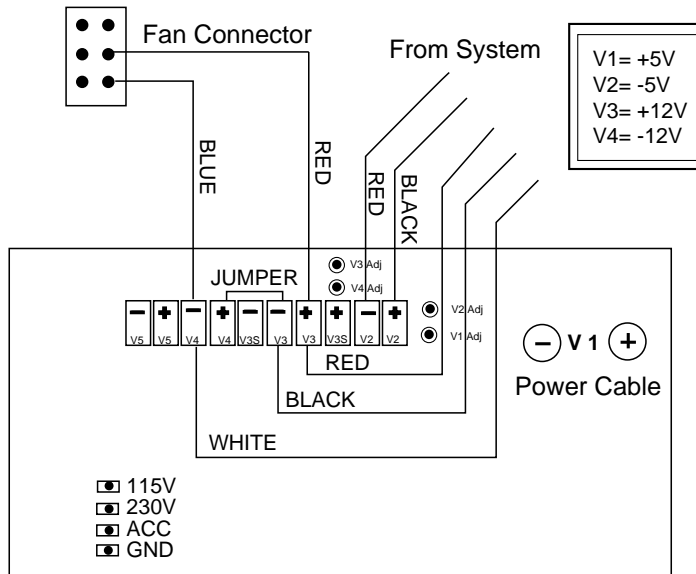 Fan Connector
From System
V1= +5V
V2= -5V
V3= +12V
V4= -12V
BLUE
RED
RED
BLACK
V3 Adj
V4 Adj
JUMPER
V2 Adj
V1 Adj
− + − + − − + + − +
V5 V5 V4 V4 V3S V3 V3 V3S V2 V2
− V 1 +
Power Cable
RED
BLACK
WHITE
115V
230V
ACC
GND